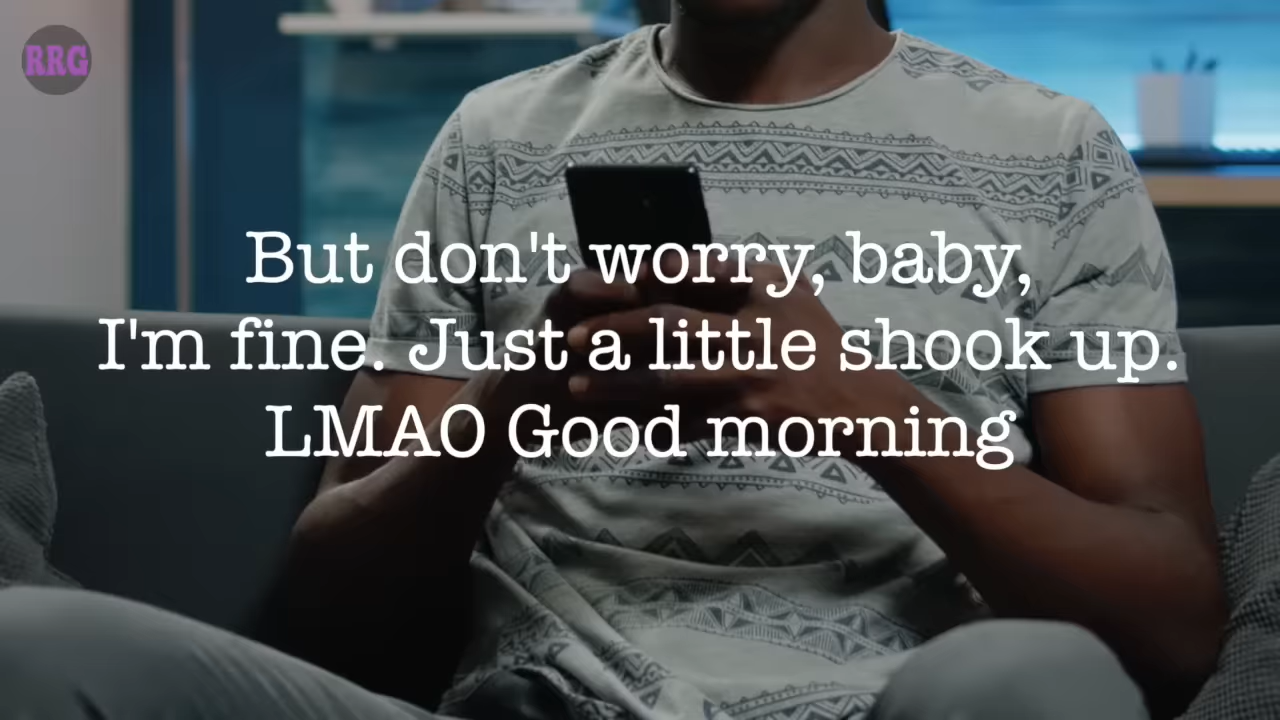 RRG
But don't worry, baby,
I'm fine. Just a little shook up.
LMAO Good morning